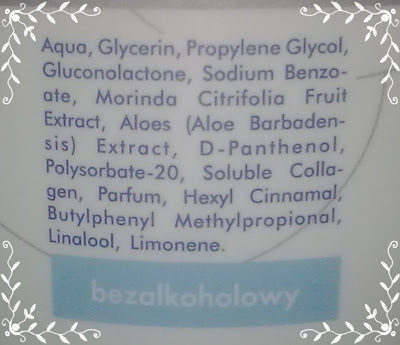 Aqua, Glycerin, Propylene Glycol,
Gluconolactone, Sodium Benzo-
ate, Morinda Citrifolia Fruit
Extract, Aloes (Aloe Barbaden-
sis) Extract, D-Panthenol,
Polysorbate-20, Soluble Colla-
gen, Parfum, Hexyl Cinnamal,
Butylphenyl Methylpropional,
Linalool, Limonene.
bezalkoholowy